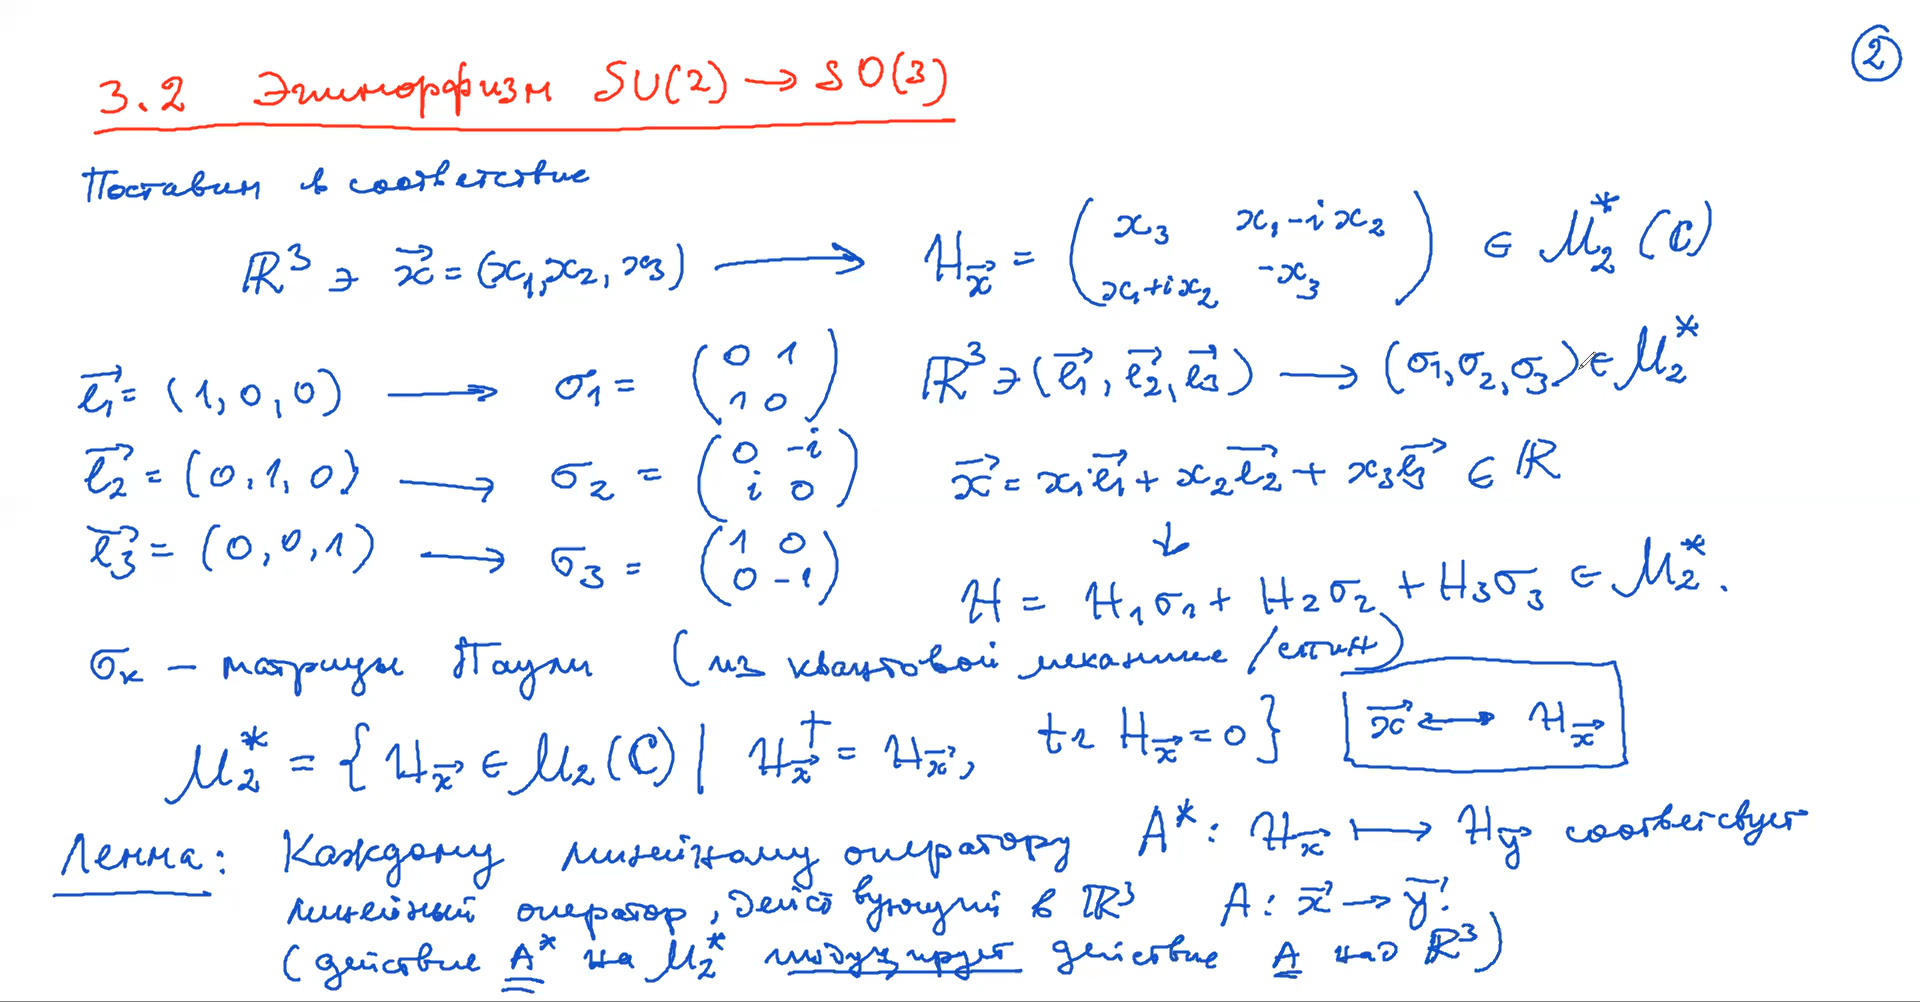 2
3.2 Эпиморфизм SU(2) → SO(3)
Поставим в соответствие
ℝ³ ∋ x⃗ = (x₁, x₂, x₃) ⟶ H_x⃗ = ( x₃ x₁-ix₂ ; x₁+ix₂ -x₃ ) ∈ M₂*(ℂ)
e⃗₁ = (1, 0, 0) ⟶ σ₁ = ( 0 1 ; 1 0 )
e⃗₂ = (0, 1, 0) ⟶ σ₂ = ( 0 -i ; i 0 )
e⃗₃ = (0, 0, 1) ⟶ σ₃ = ( 1 0 ; 0 -1 )
ℝ³ ∋ (e⃗₁, e⃗₂, e⃗₃) ⟶ (σ₁, σ₂, σ₃) ∈ M₂*
x⃗ = x₁e⃗₁ + x₂e⃗₂ + x₃e⃗₃ ∈ ℝ
↓
H = H₁σ₁ + H₂σ₂ + H₃σ₃ ∈ M₂*.
σₖ – матрицы Паули (из квантовой механике /спин)
M₂* = { H_x⃗ ∈ M₂(ℂ) | H_x⃗† = H_x⃗, tr H_x⃗ = 0 }
x⃗ ⟷ H_x⃗
Лемма: Каждому линейному оператору A*: H_x⃗ ⟼ H_y⃗ соответсвует
линейный оператор, действующий в ℝ³ A: x⃗ → y⃗.
(действие A* на M₂* индуцирует действие A над ℝ³)